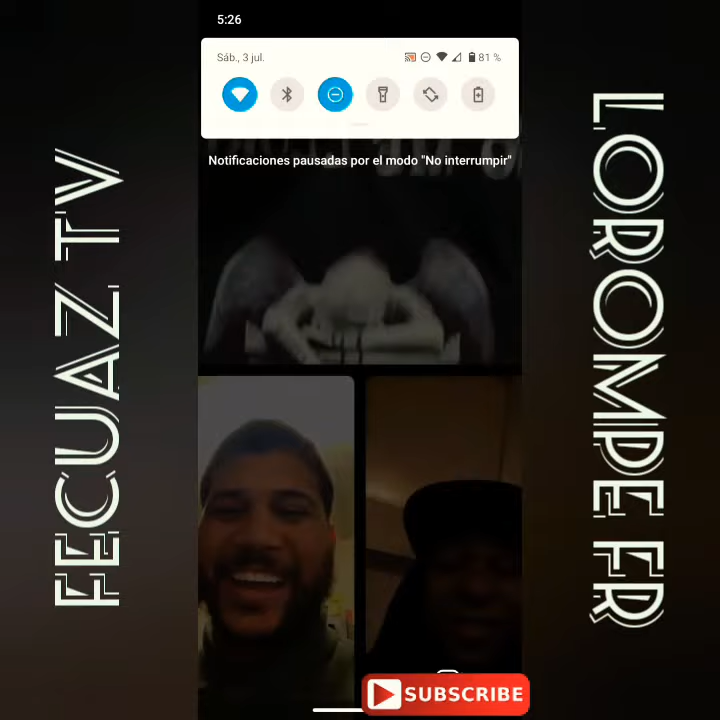 5:26
Sáb., 3 jul.
81 %
Notificaciones pausadas por el modo "No interrumpir"
FECUAZ TV
LOROMPE FR
SUBSCRIBE